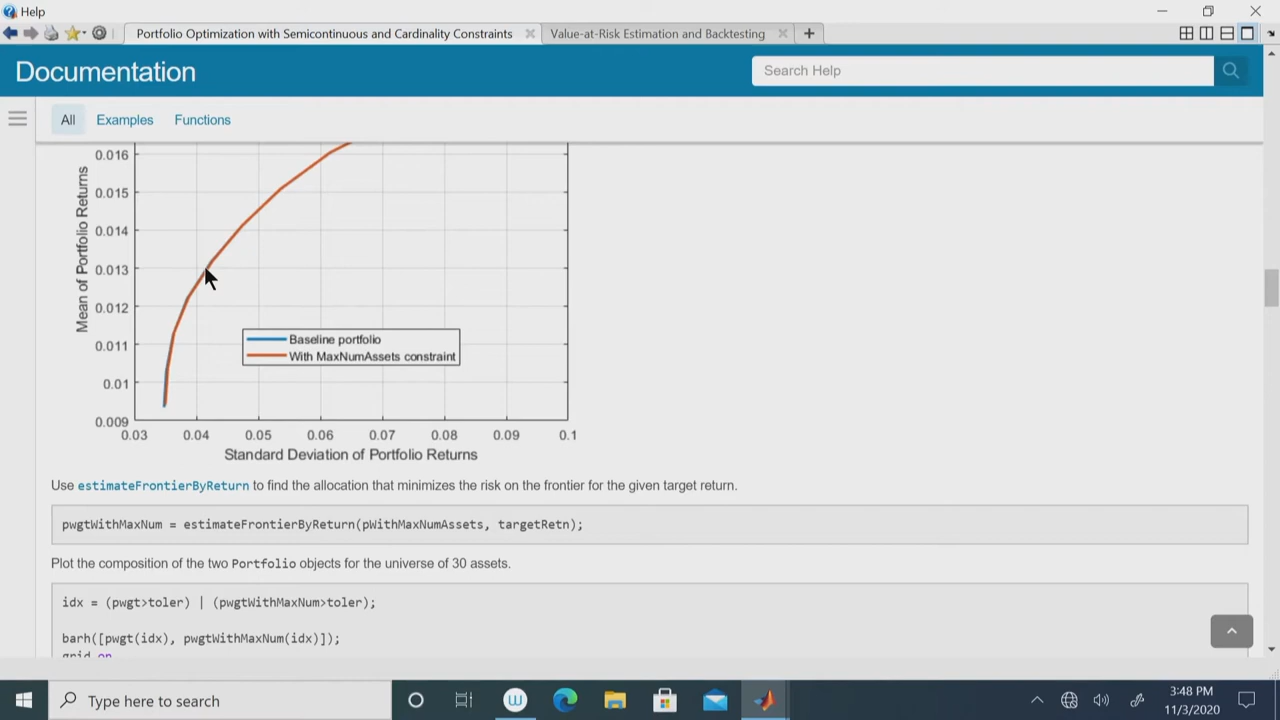 Help
Portfolio Optimization with Semicontinuous and Cardinality Constraints
Value-at-Risk Estimation and Backtesting
Documentation
Search Help
All
Examples
Functions
0.016
0.015
0.014
0.013
0.012
0.011
0.01
0.009
Mean of Portfolio Returns
Baseline portfolio
With MaxNumAssets constraint
0.03 0.04 0.05 0.06 0.07 0.08 0.09 0.1
Standard Deviation of Portfolio Returns
Use estimateFrontierByReturn to find the allocation that minimizes the risk on the frontier for the given target return.
pwgtWithMaxNum = estimateFrontierByReturn(pWithMaxNumAssets, targetRetn);
Plot the composition of the two Portfolio objects for the universe of 30 assets.
idx = (pwgt>toler) | (pwgtWithMaxNum>toler);
barh([pwgt(idx), pwgtWithMaxNum(idx)]);
grid on
Type here to search
3:48 PM
11/3/2020